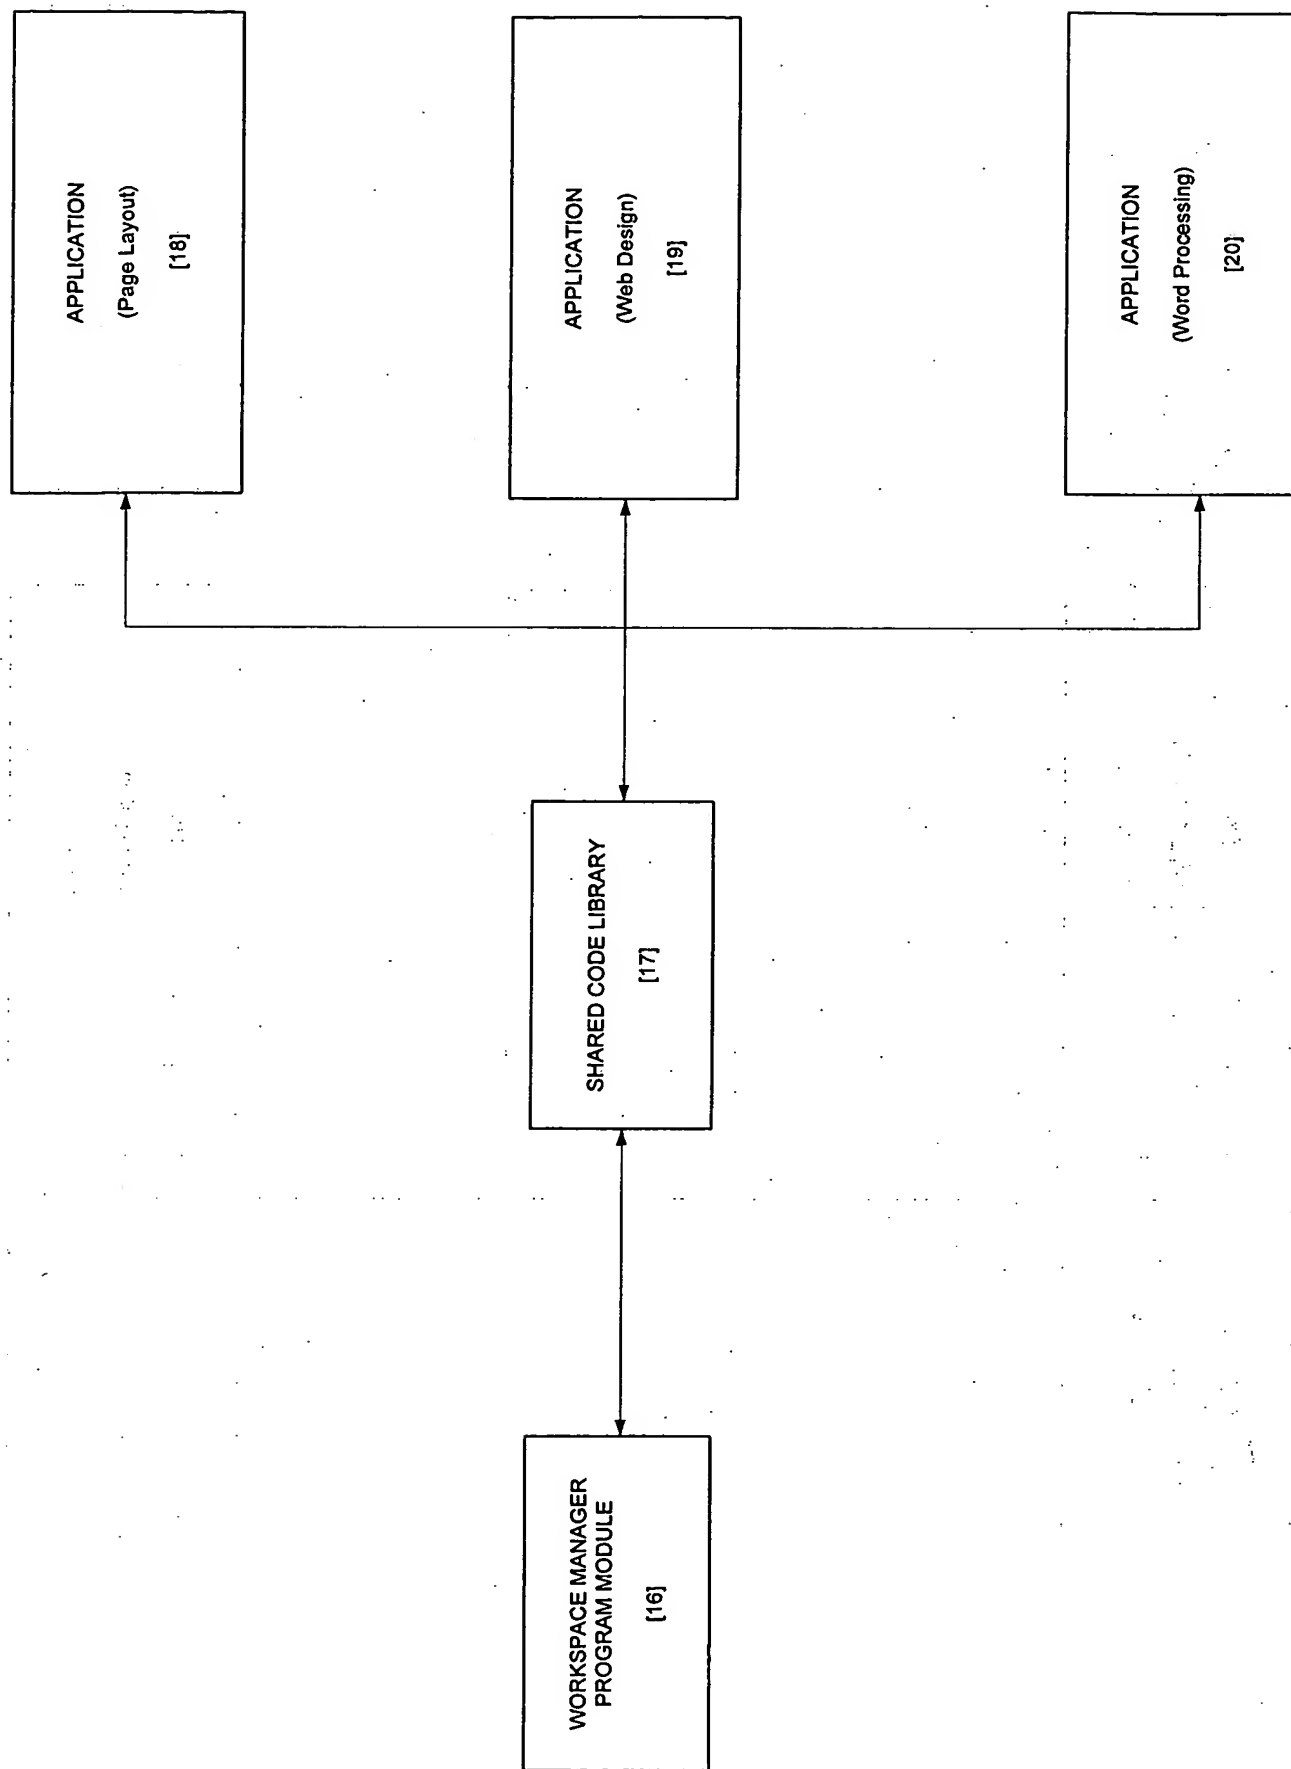 WORKSPACE MANAGER
PROGRAM MODULE
[16]
SHARED CODE LIBRARY
[17]
APPLICATION
(Page Layout)
[18]
APPLICATION
(Web Design)
[19]
APPLICATION
(Word Processing)
[20]